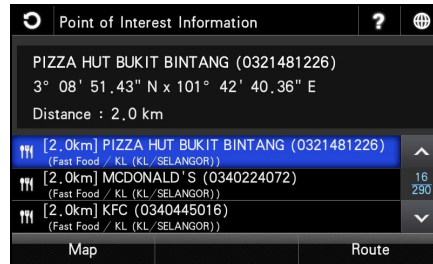 Point of Interest Information ?
PIZZA HUT BUKIT BINTANG (0321481226)
3° 08' 51.43" N x 101° 42' 40.36" E
Distance : 2.0 km
[2.0km] PIZZA HUT BUKIT BINTANG (0321481226)
(Fast Food / KL (KL/SELANGOR))
[2.0km] MCDONALD'S (0340224072)
(Fast Food / KL (KL/SELANGOR))
16
290
[2.0km] KFC (0340445016)
(Fast Food / KL (KL/SELANGOR))
Map Route